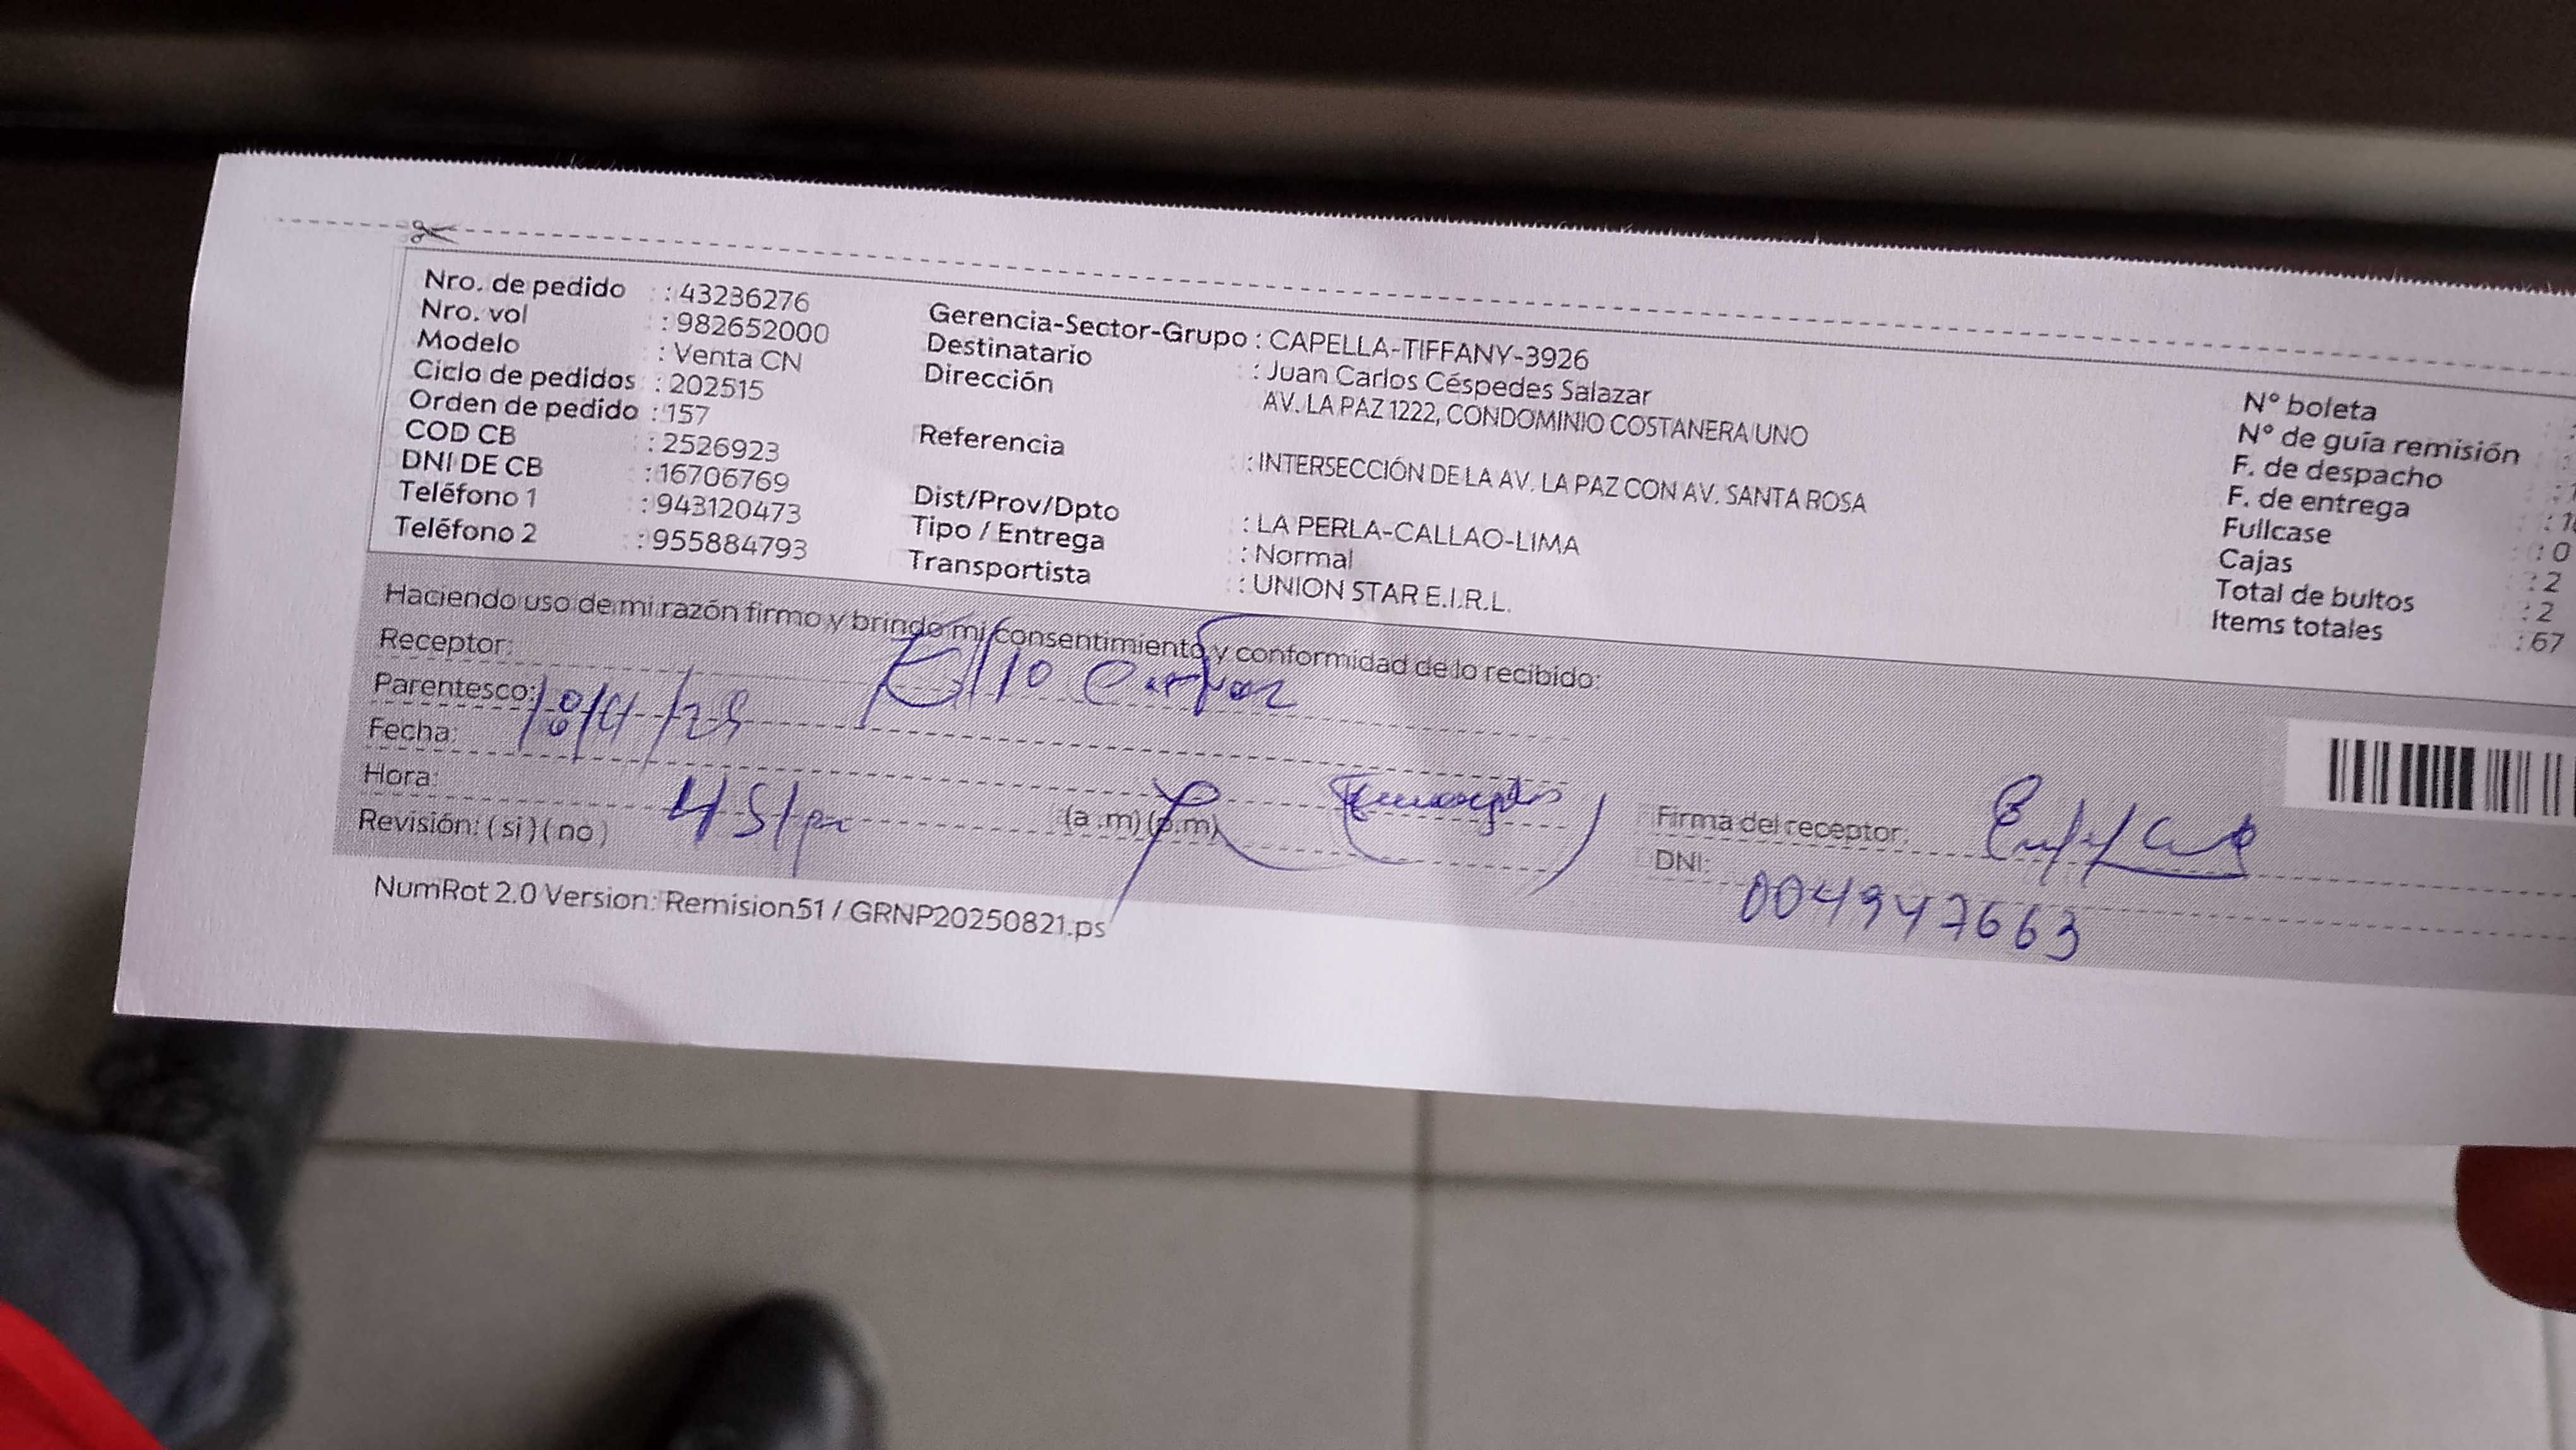 Nro. de pedido : 43236276
Nro. vol : 982652000
Modelo : Venta CN
Ciclo de pedidos : 202515
Orden de pedido : 157
COD CB : 2526923
DNI DE CB : 16706769
Teléfono 1 : 943120473
Teléfono 2 : 955884793
Gerencia-Sector-Grupo : CAPELLA-TIFFANY-3926
Destinatario : Juan Carlos Céspedes Salazar
Dirección AV. LA PAZ 1222, CONDOMINIO COSTANERA UNO
Referencia : INTERSECCIÓN DE LA AV. LA PAZ CON AV. SANTA ROSA
Dist/Prov/Dpto : LA PERLA-CALLAO-LIMA
Tipo / Entrega : Normal
Transportista : UNION STAR E.I.R.L.
N° boleta :
N° de guía remisión :
F. de despacho : 1
F. de entrega : 1
Fullcase : 0
Cajas : 2
Total de bultos : 2
Items totales : 67
Haciendo uso de mi razón firmo y brindo mi consentimiento y conformidad de lo recibido:
Receptor:
Parentesco:
Fecha:
Hora: (a.m) (p.m)
Revisión: ( si ) ( no )
Firma del receptor:
DNI: 004947663
NumRot 2.0 Version: Remision51 / GRNP20250821.ps